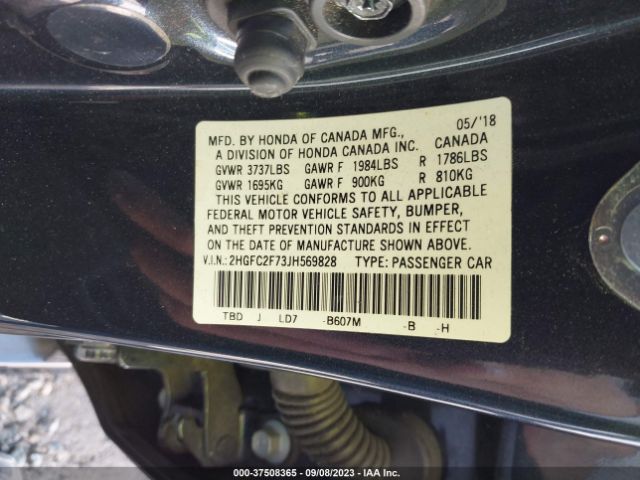 MFD. BY HONDA OF CANADA MFG., 05/'18
A DIVISION OF HONDA CANADA INC. CANADA
GVWR 3737LBS GAWR F 1984LBS R 1786LBS
GVWR 1695KG GAWR F 900KG R 810KG
THIS VEHICLE CONFORMS TO ALL APPLICABLE
FEDERAL MOTOR VEHICLE SAFETY, BUMPER,
AND THEFT PREVENTION STANDARDS IN EFFECT
ON THE DATE OF MANUFACTURE SHOWN ABOVE.
V.I.N.: 2HGFC2F73JH569828 TYPE: PASSENGER CAR
TBD J LD7 -B607M -B -H
000-37508365 - 09/08/2023 - IAA Inc.